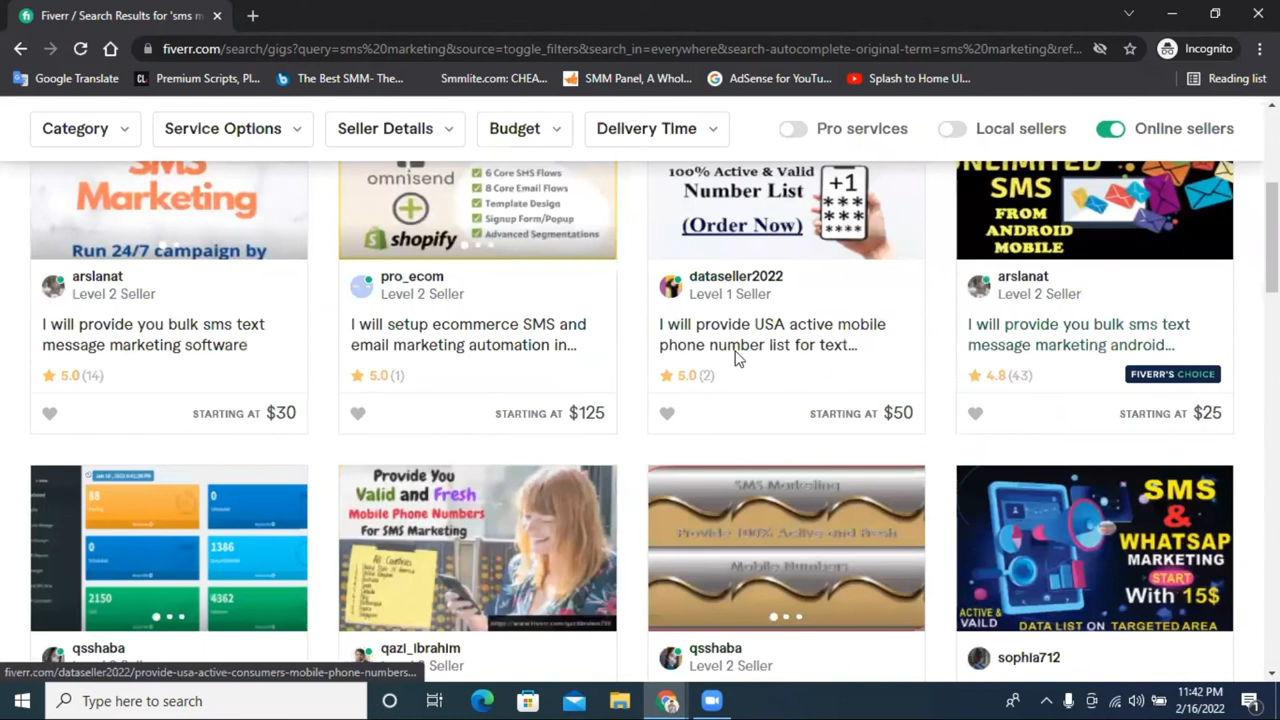 Fiverr / Search Results for 'sms m
fiverr.com/search/gigs?query=sms%20marketing&source=toggle_filters&search_in=everywhere&search-autocomplete-original-term=sms%20marketing&ref...
Incognito
Google Translate
Premium Scripts, Pl...
The Best SMM- The...
Smmlite.com: CHEA...
SMM Panel, A Whol...
AdSense for YouTu...
Splash to Home UI...
Reading list
Category
Service Options
Seller Details
Budget
Delivery Time
Pro services
Local sellers
Online sellers
SMS
Marketing
Run 24/7 campaign by
omnisend
shopify
6 Core SMS Flows
8 Core Email Flows
Template Design
Signup Form/Popup
Advanced Segmentations
100% Active & Valid
Number List
(Order Now)
+1
UNLIMITED
SMS
FROM
ANDROID
MOBILE
arslanat
Level 2 Seller
I will provide you bulk sms text
message marketing software
5.0 (14)
STARTING AT $30
pro_ecom
Level 2 Seller
I will setup ecommerce SMS and
email marketing automation in...
5.0 (1)
STARTING AT $125
dataseller2022
Level 1 Seller
I will provide USA active mobile
phone number list for text...
5.0 (2)
STARTING AT $50
arslanat
Level 2 Seller
I will provide you bulk sms text
message marketing android...
4.8 (43)
FIVERR'S CHOICE
STARTING AT $25
88
0
0
1386
2150
4362
Provide You
Valid and Fresh
Mobile Phone Numbers
For SMS Marketing
All Countries
SMS Marketing
Provide 100% Active and Fresh
Mobile Numbers
SMS
&
WHATSAP
MARKETING
START
With 15$
ACTIVE &
VAILD
DATA LIST ON TARGETED AREA
qsshaba
Seller
qazi_ibrahim
Seller
qsshaba
Level 2 Seller
sophia712
fiverr.com/dataseller2022/provide-usa-active-consumers-mobile-phone-numbers...
Type here to search
11:42 PM
2/16/2022
1